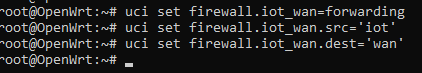 root@OpenWrt:~# uci set firewall.iot_wan=forwarding
root@OpenWrt:~# uci set firewall.iot_wan.src='iot'
root@OpenWrt:~# uci set firewall.iot_wan.dest='wan'
root@OpenWrt:~#